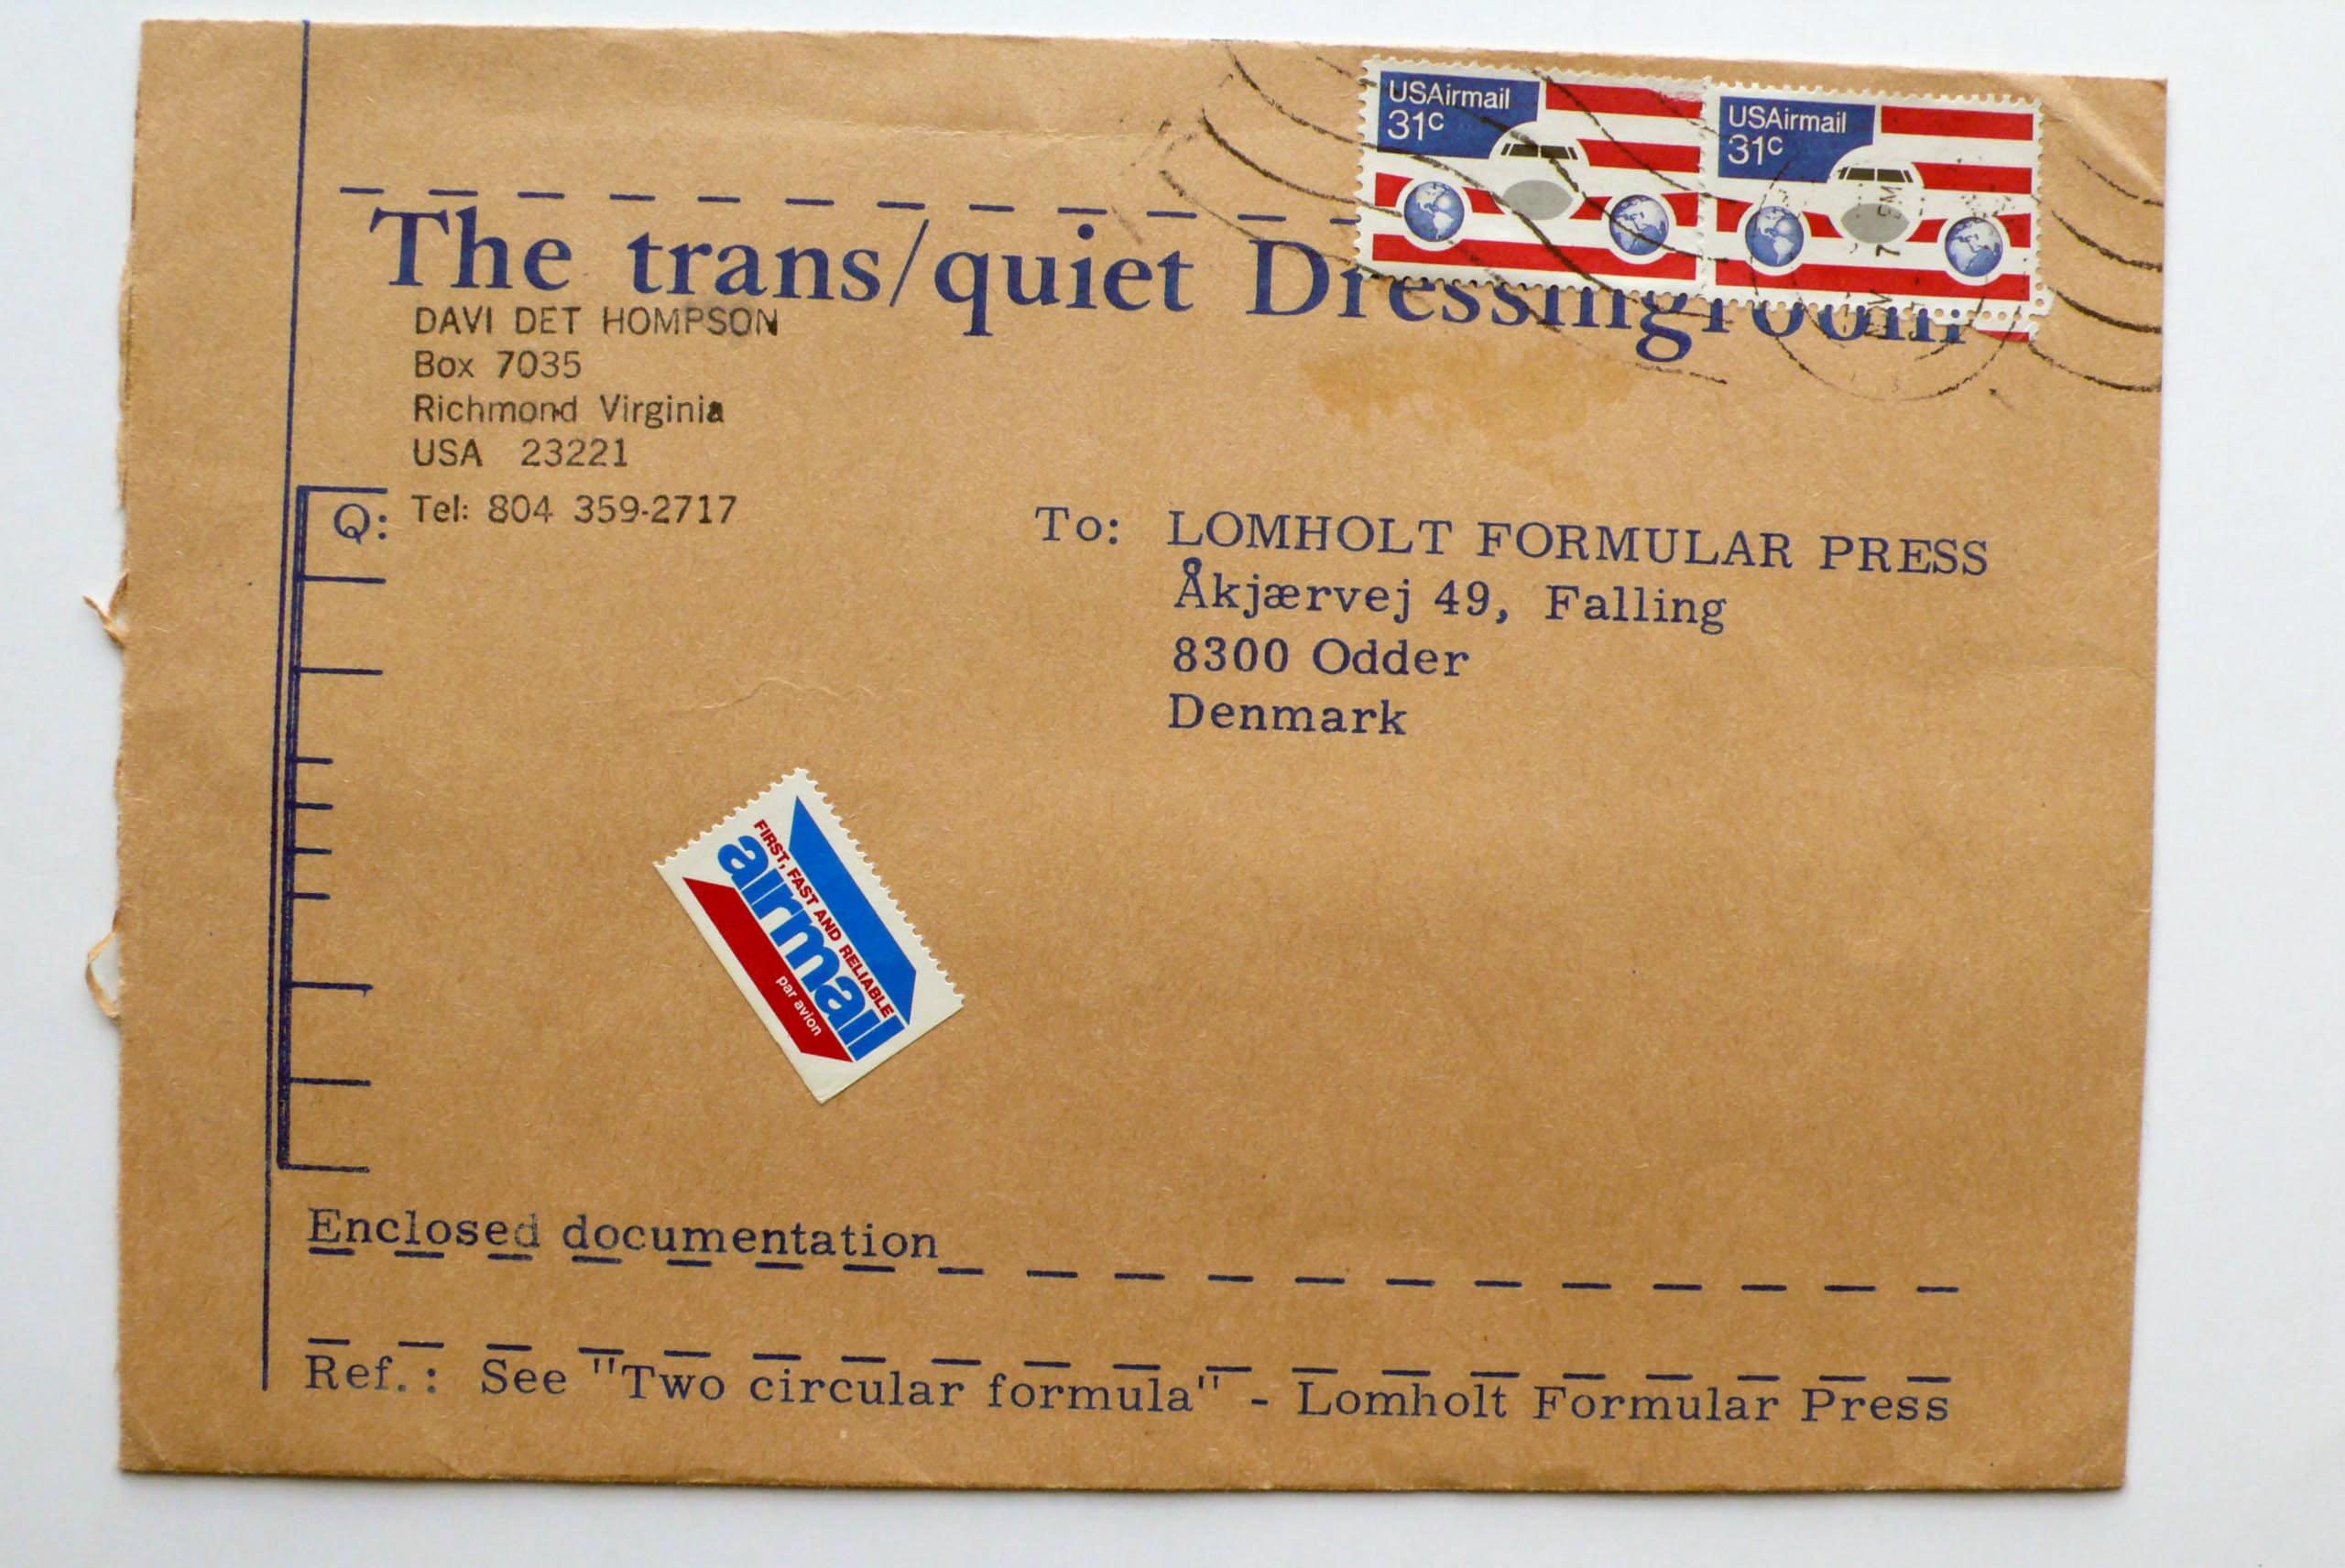 USAirmail
31c
USAirmail
31c
The trans/quiet Dressingroom
DAVI DET HOMPSON
Box 7035
Richmond Virginia
USA 23221
Q: Tel: 804 359-2717
To: LOMHOLT FORMULAR PRESS
Åkjærvej 49, Falling
8300 Odder
Denmark
FIRST, FAST AND RELIABLE
airmail
par avion
Enclosed documentation
Ref.: See "Two circular formula" - Lomholt Formular Press